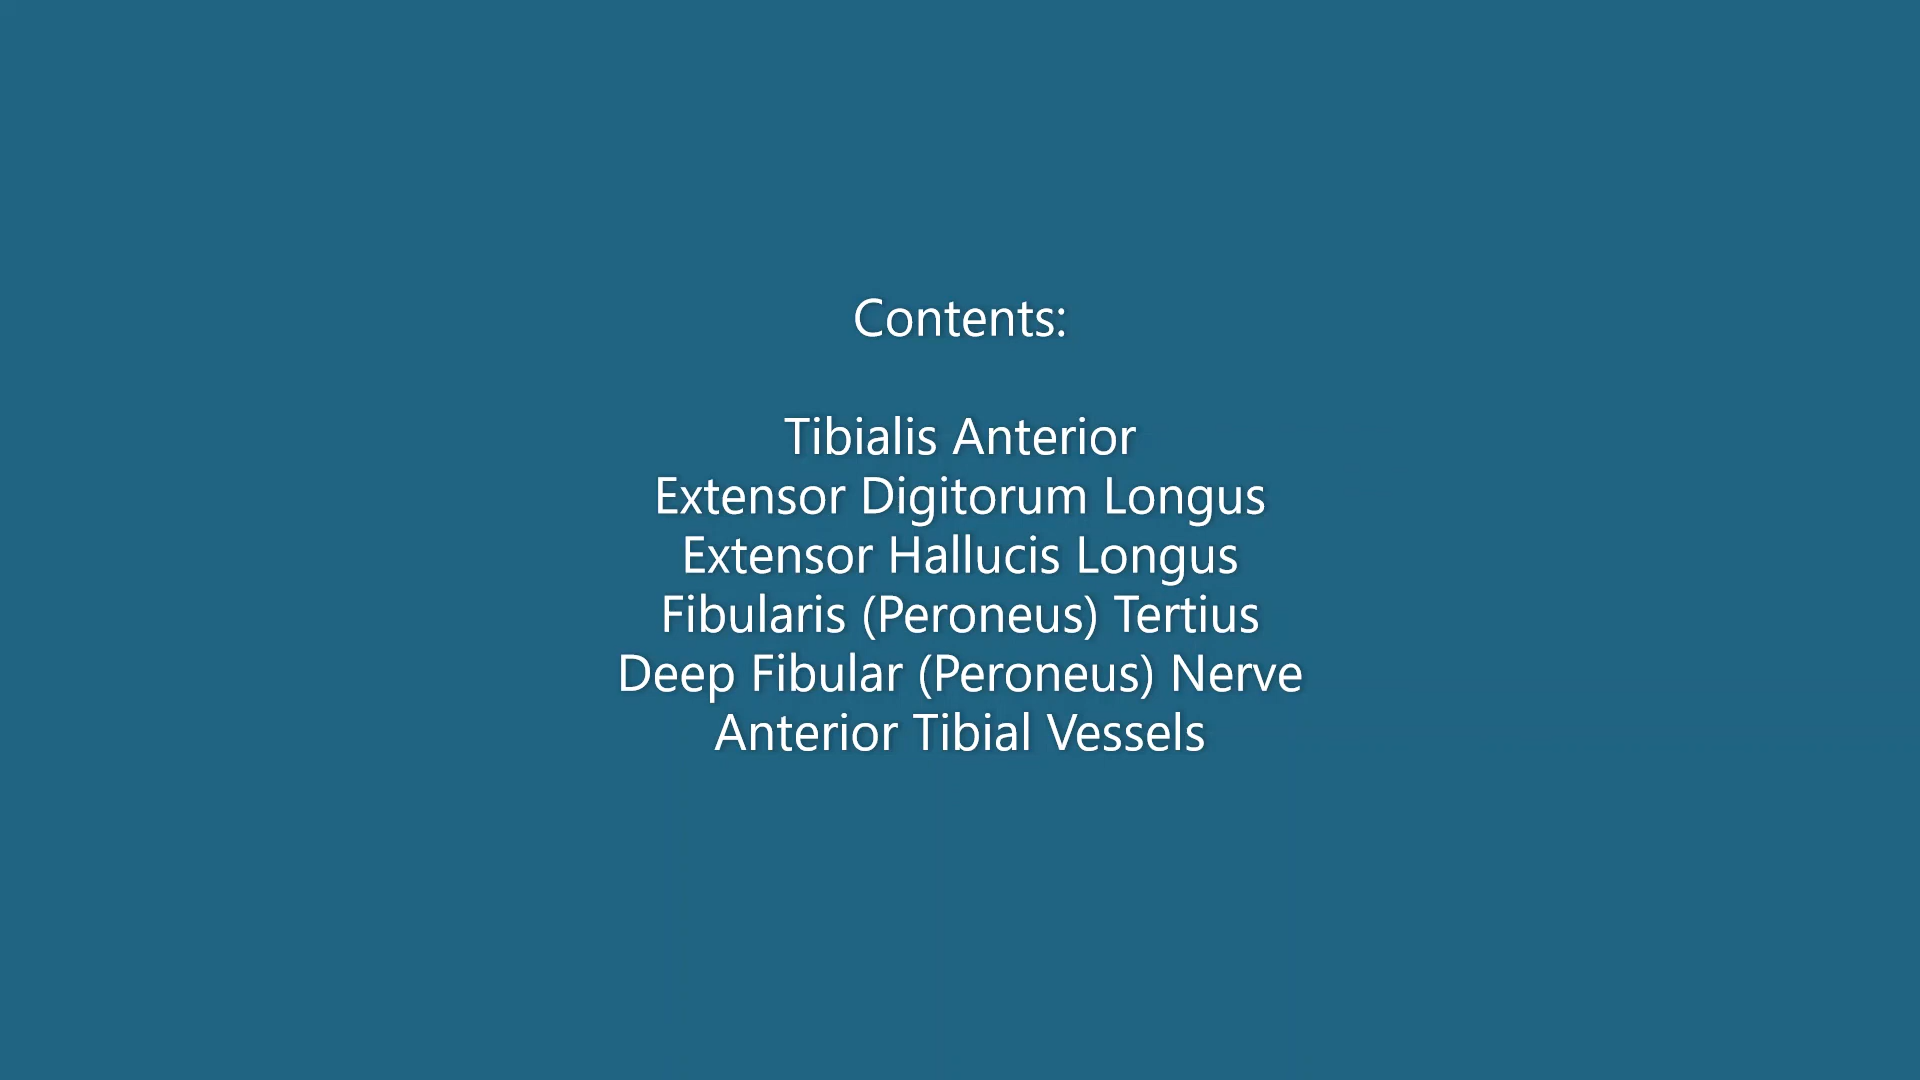 Contents:
Tibialis Anterior
Extensor Digitorum Longus
Extensor Hallucis Longus
Fibularis (Peroneus) Tertius
Deep Fibular (Peroneus) Nerve
Anterior Tibial Vessels